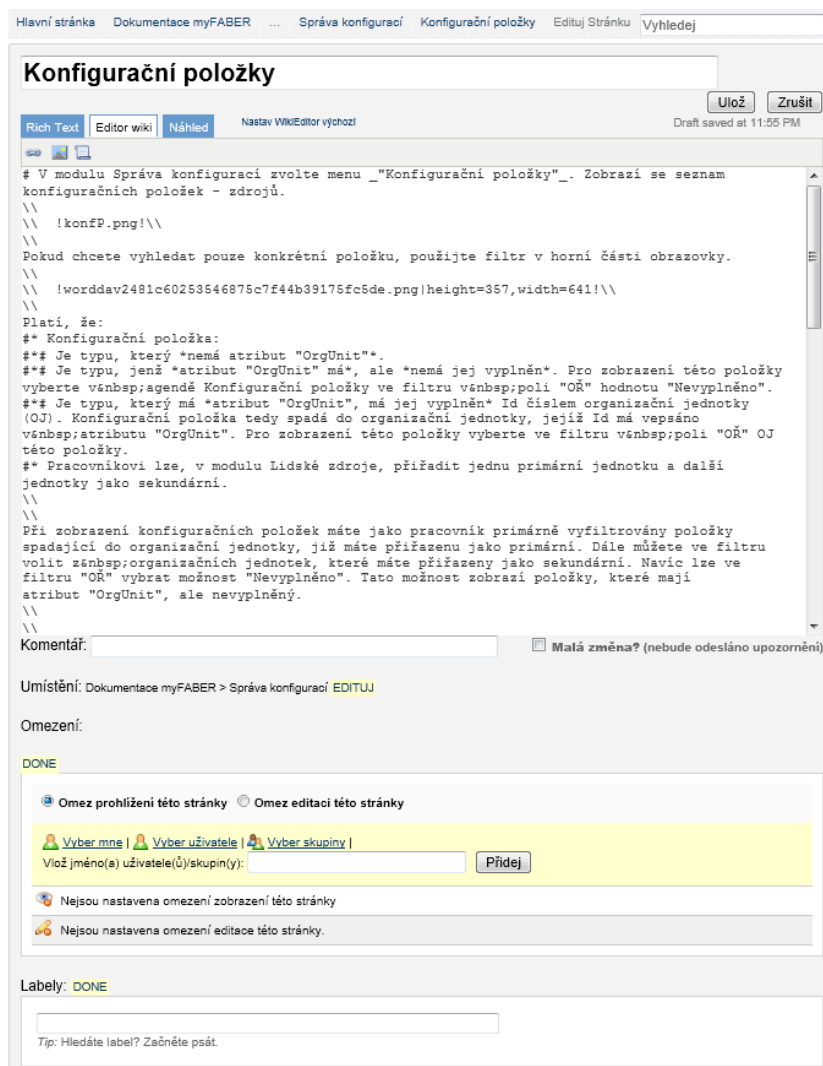 Hlavní stránka Dokumentace myFABER ... Správa konfigurací Konfigurační položky Edituj Stránku Vyhledej
Konfigurační položky
Ulož Zrušit
Rich Text Editor wiki Náhled Nastav WikiEditor výchozí Draft saved at 11:55 PM
# V modulu Správa konfigurací zvolte menu _"Konfigurační položky"_. Zobrazí se seznam
konfiguračních položek – zdrojů.
\\
\\ !konfP.png!\\
\\
Pokud chcete vyhledat pouze konkrétní položku, použijte filtr v horní části obrazovky.
\\
\\ !worddav2481c60253546875c7f44b39175fc5de.png|height=357,width=641!\\
\\
Platí, že:
#* Konfigurační položka:
#*# Je typu, který *nemá atribut "OrgUnit"*.
#*# Je typu, jenž *atribut "OrgUnit" má*, ale *nemá jej vyplněn*. Pro zobrazení této položky
vyberte v&nbsp;agendě Konfigurační položky ve filtru v&nbsp;poli "OŘ" hodnotu "Nevyplněno".
#*# Je typu, který má *atribut "OrgUnit", má jej vyplněn* Id číslem organizační jednotky
(OJ). Konfigurační položka tedy spadá do organizační jednotky, jejíž Id má vepsáno
v&nbsp;atributu "OrgUnit". Pro zobrazení této položky vyberte ve filtru v&nbsp;poli "OŘ" OJ
této položky.
#* Pracovníkovi lze, v modulu Lidské zdroje, přiřadit jednu primární jednotku a další
jednotky jako sekundární.
\\
\\
Při zobrazení konfiguračních položek máte jako pracovník primárně vyfiltrovány položky
spadající do organizační jednotky, již máte přiřazenu jako primární. Dále můžete ve filtru
volit z&nbsp;organizačních jednotek, které máte přiřazeny jako sekundární. Navíc lze ve
filtru "OŘ" vybrat možnost "Nevyplněno". Tato možnost zobrazí položky, které mají
atribut "OrgUnit", ale nevyplněný.
\\
\\
Komentář: Malá změna? (nebude odesláno upozornění)
Umístění: Dokumentace myFABER > Správa konfigurací EDITUJ
Omezení:
DONE
Omez prohlížení této stránky Omez editaci této stránky
Vyber mne | Vyber uživatele | Vyber skupiny |
Vlož jméno(a) uživatele(ů)/skupin(y): Přidej
Nejsou nastavena omezení zobrazení této stránky
Nejsou nastavena omezení editace této stránky.
Labely: DONE
Tip: Hledáte label? Začněte psát.